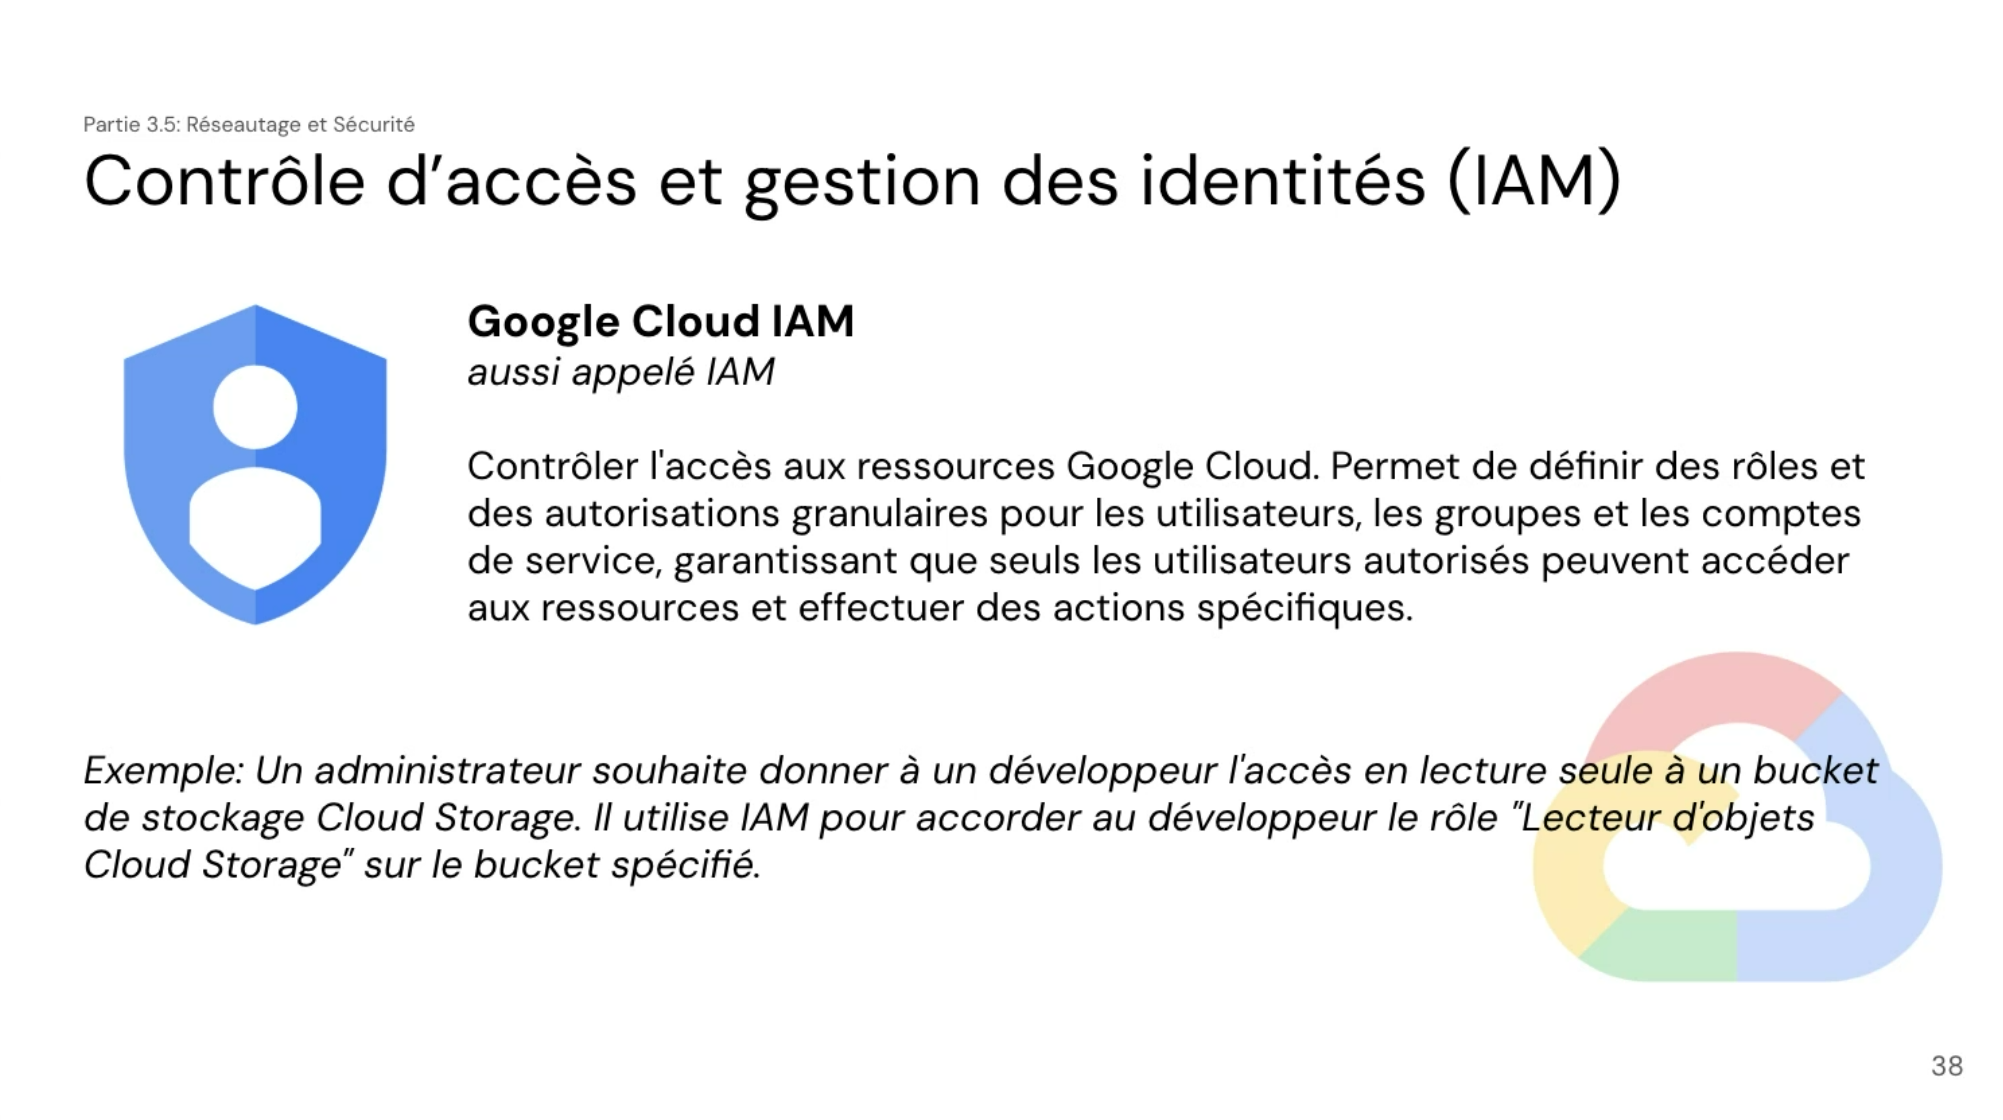 Partie 3.5: Réseautage et Sécurité
Contrôle d’accès et gestion des identités (IAM)
Google Cloud IAM
aussi appelé IAM
Contrôler l'accès aux ressources Google Cloud. Permet de définir des rôles et
des autorisations granulaires pour les utilisateurs, les groupes et les comptes
de service, garantissant que seuls les utilisateurs autorisés peuvent accéder
aux ressources et effectuer des actions spécifiques.
Exemple: Un administrateur souhaite donner à un développeur l'accès en lecture seule à un bucket
de stockage Cloud Storage. Il utilise IAM pour accorder au développeur le rôle "Lecteur d'objets
Cloud Storage" sur le bucket spécifié.
38